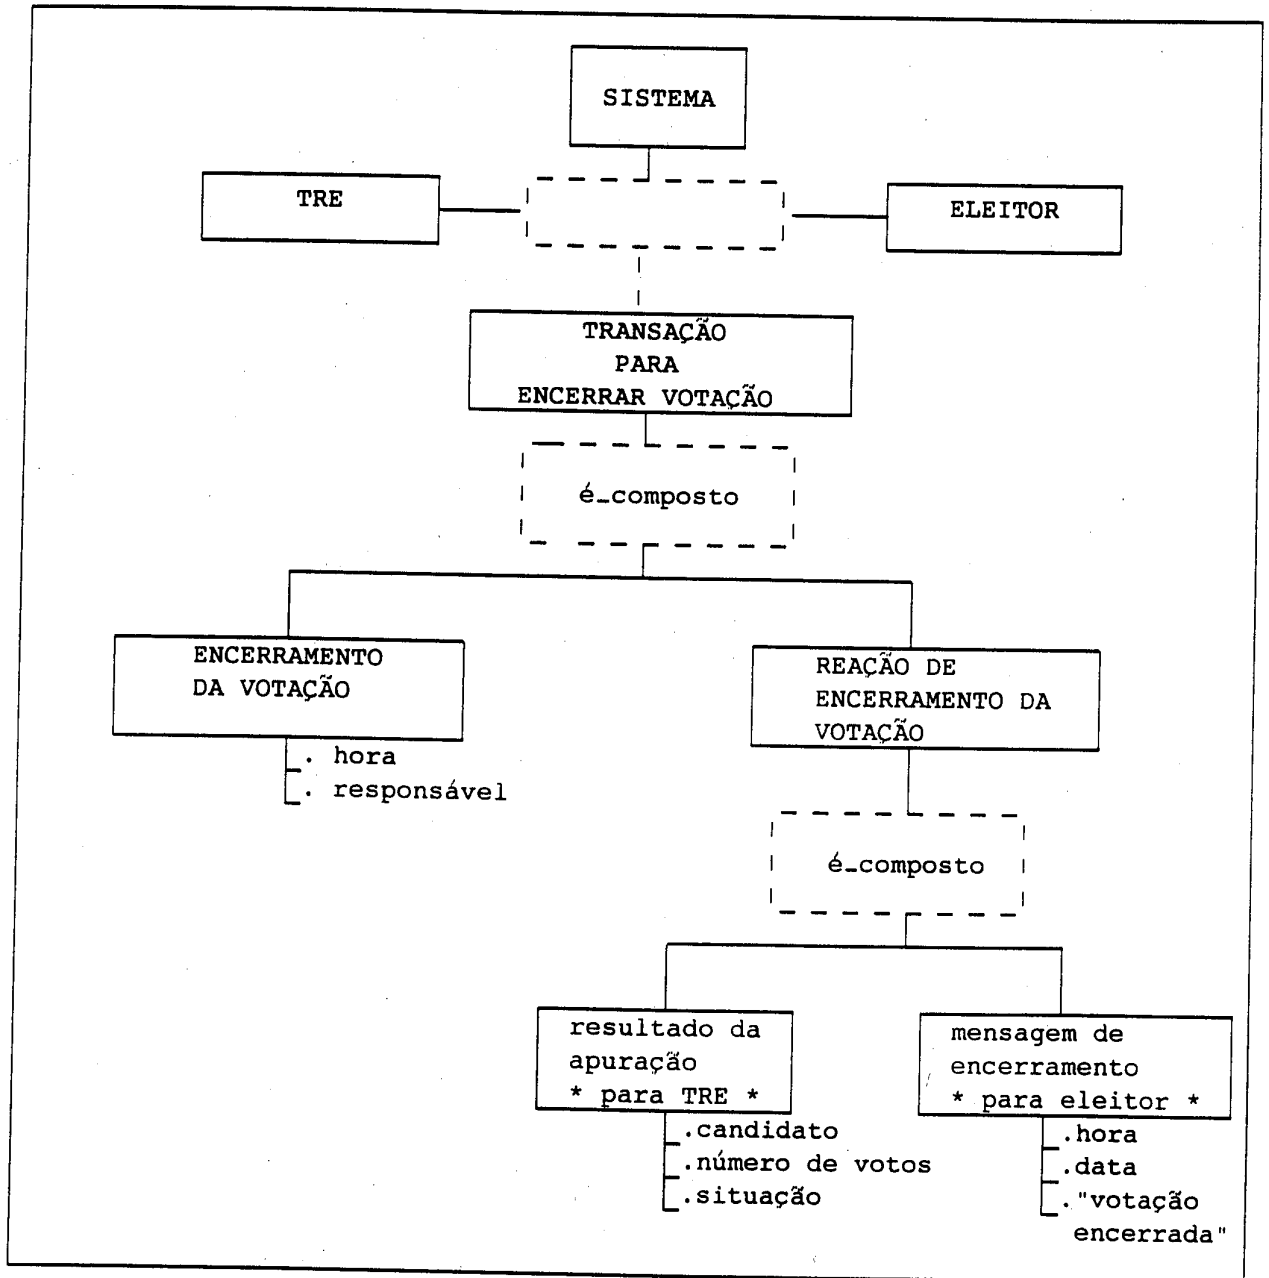 SISTEMA
TRE
ELEITOR
TRANSAÇÃO
PARA
ENCERRAR VOTAÇÃO
é_composto
ENCERRAMENTO
DA VOTAÇÃO
. hora
. responsável
REAÇÃO DE
ENCERRAMENTO DA
VOTAÇÃO
é_composto
resultado da
apuração
* para TRE *
.candidato
.número de votos
.situação
mensagem de
encerramento
* para eleitor *
.hora
.data
."votação
encerrada"